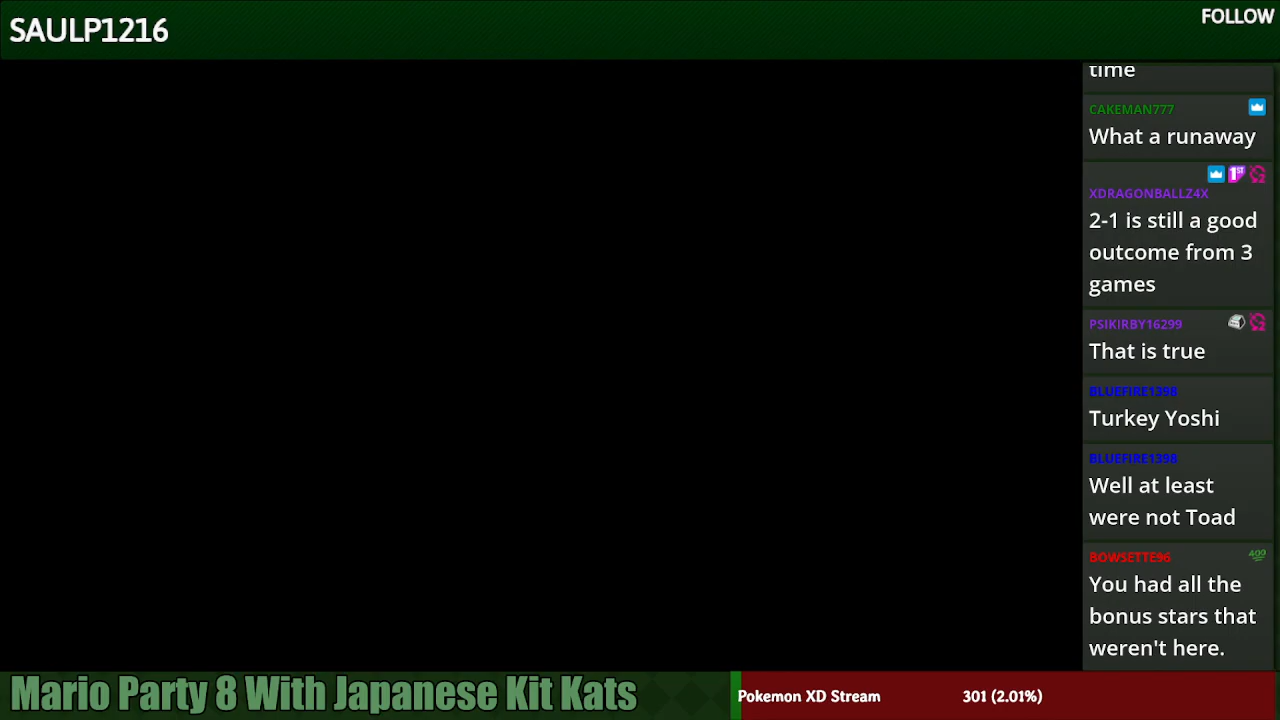 SAULP1216
FOLLOW
time
CAKEMAN777
What a runaway
XDRAGONBALLZ4X
2-1 is still a good
outcome from 3
games
PSIKIRBY16299
That is true
BLUEFIRE1398
Turkey Yoshi
BLUEFIRE1398
Well at least
were not Toad
BOWSETTE96
You had all the
bonus stars that
weren't here.
Mario Party 8 With Japanese Kit Kats
Pokemon XD Stream 301 (2.01%)